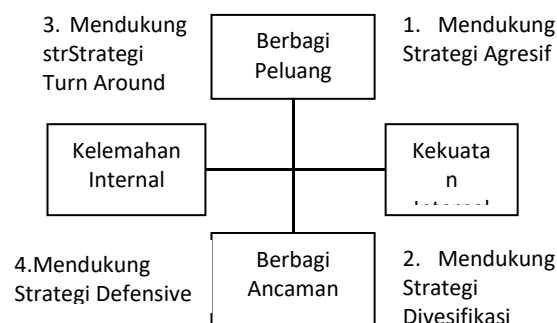 3. Mendukung
strStrategi
Turn Around
Berbagi
Peluang
1. Mendukung
Strategi Agresif
Kelemahan
Internal
Kekuata
n
4.Mendukung
Strategi Defensive
Berbagi
Ancaman
2. Mendukung
Strategi
Divesifikasi